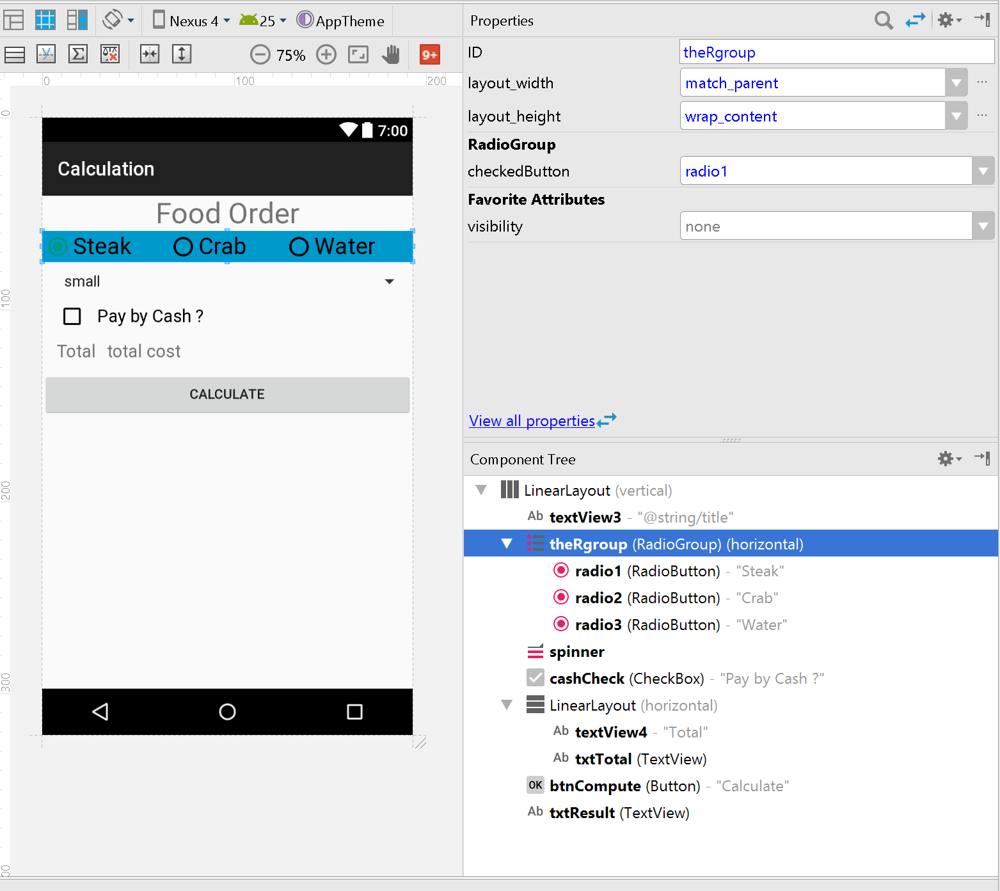 Nexus 4 25 AppTheme
75% 9+
0 100 200
0
100
200
300
00
7:00
Calculation
Food Order
Steak Crab Water
small
Pay by Cash ?
Total total cost
CALCULATE
Properties
ID theRgroup
layout_width match_parent ...
layout_height wrap_content ...
RadioGroup
checkedButton radio1
Favorite Attributes
visibility none
View all properties
Component Tree
LinearLayout (vertical)
Ab textView3 - "@string/title"
theRgroup (RadioGroup) (horizontal)
radio1 (RadioButton) - "Steak"
radio2 (RadioButton) - "Crab"
radio3 (RadioButton) - "Water"
spinner
cashCheck (CheckBox) - "Pay by Cash ?"
LinearLayout (horizontal)
Ab textView4 - "Total"
Ab txtTotal (TextView)
OK btnCompute (Button) - "Calculate"
Ab txtResult (TextView)